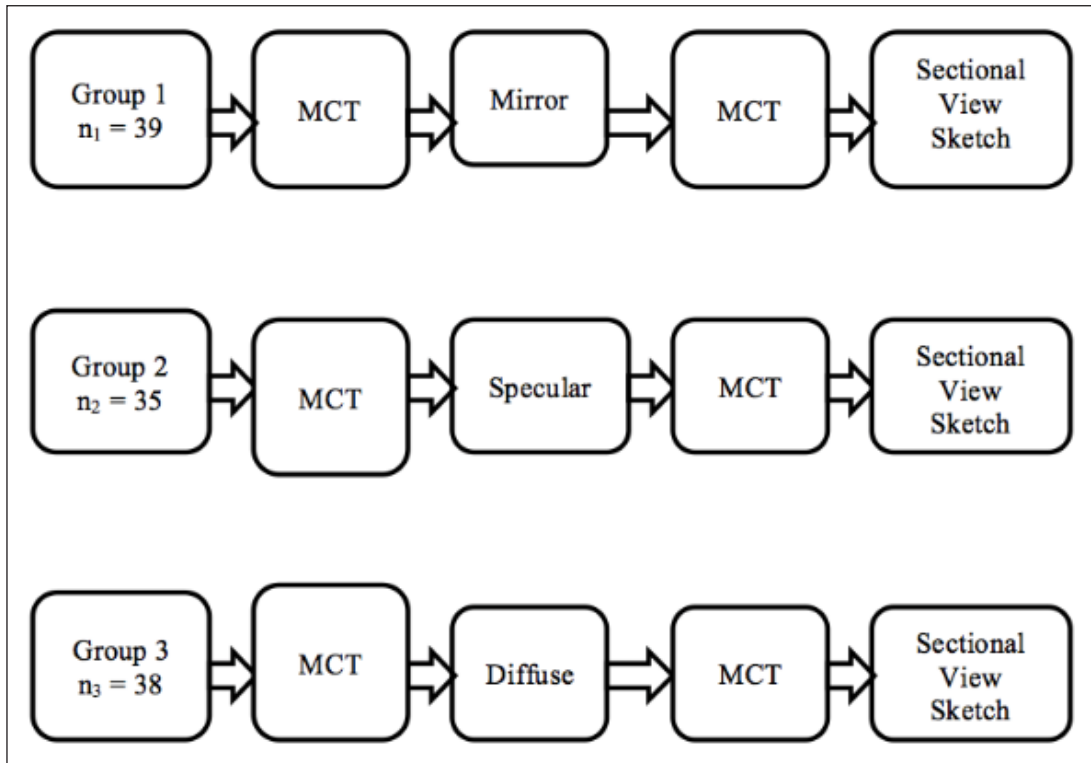 Group 1
n₁ = 39
MCT
Mirror
MCT
Sectional
View
Sketch
Group 2
n₂ = 35
MCT
Specular
MCT
Sectional
View
Sketch
Group 3
n₃ = 38
MCT
Diffuse
MCT
Sectional
View
Sketch